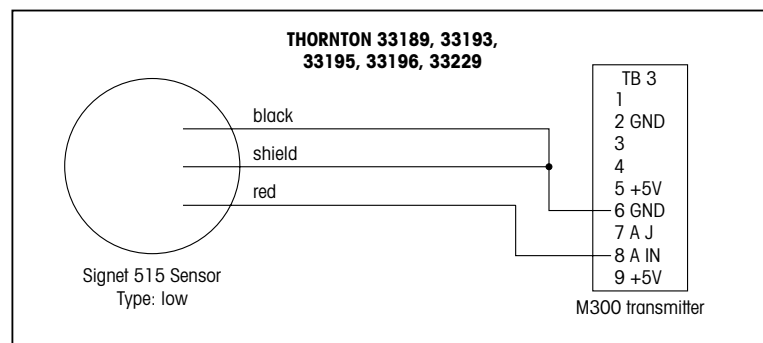 THORNTON 33189, 33193,
33195, 33196, 33229
black
shield
red
Signet 515 Sensor
Type: low
TB 3
1
2 GND
3
4
5 +5V
6 GND
7 A J
8 A IN
9 +5V
M300 transmitter